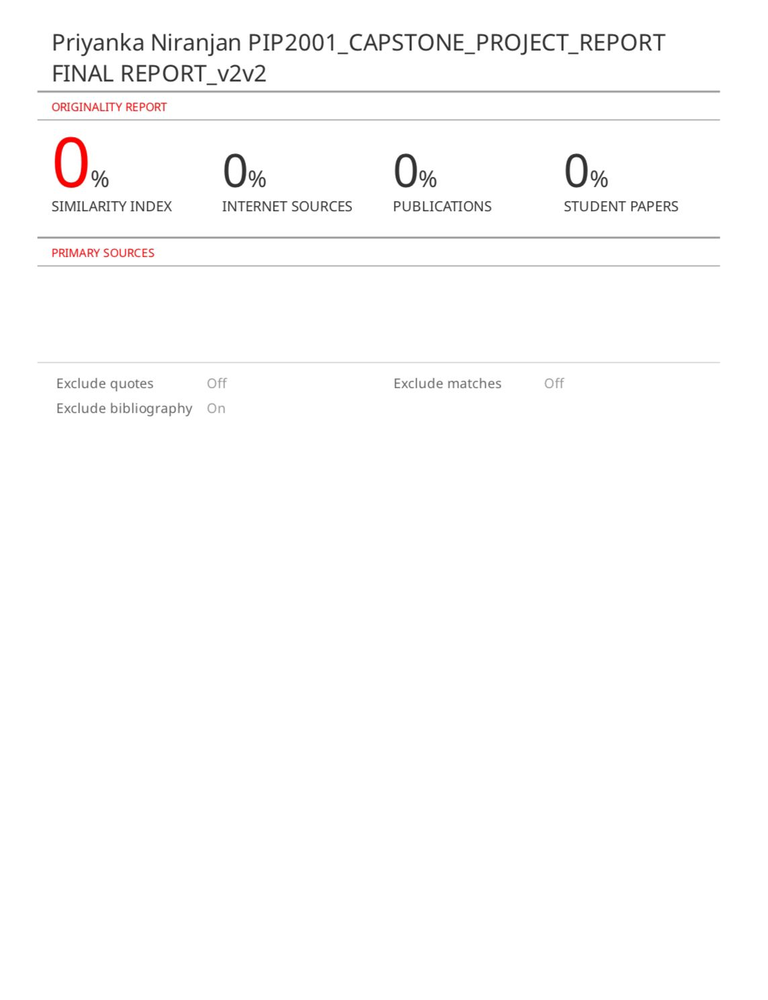 Priyanka Niranjan PIP2001_CAPSTONE_PROJECT_REPORT
FINAL REPORT_v2v2
ORIGINALITY REPORT
0% 0% 0% 0%
SIMILARITY INDEX INTERNET SOURCES PUBLICATIONS STUDENT PAPERS
PRIMARY SOURCES
Exclude quotes Off Exclude matches Off
Exclude bibliography On